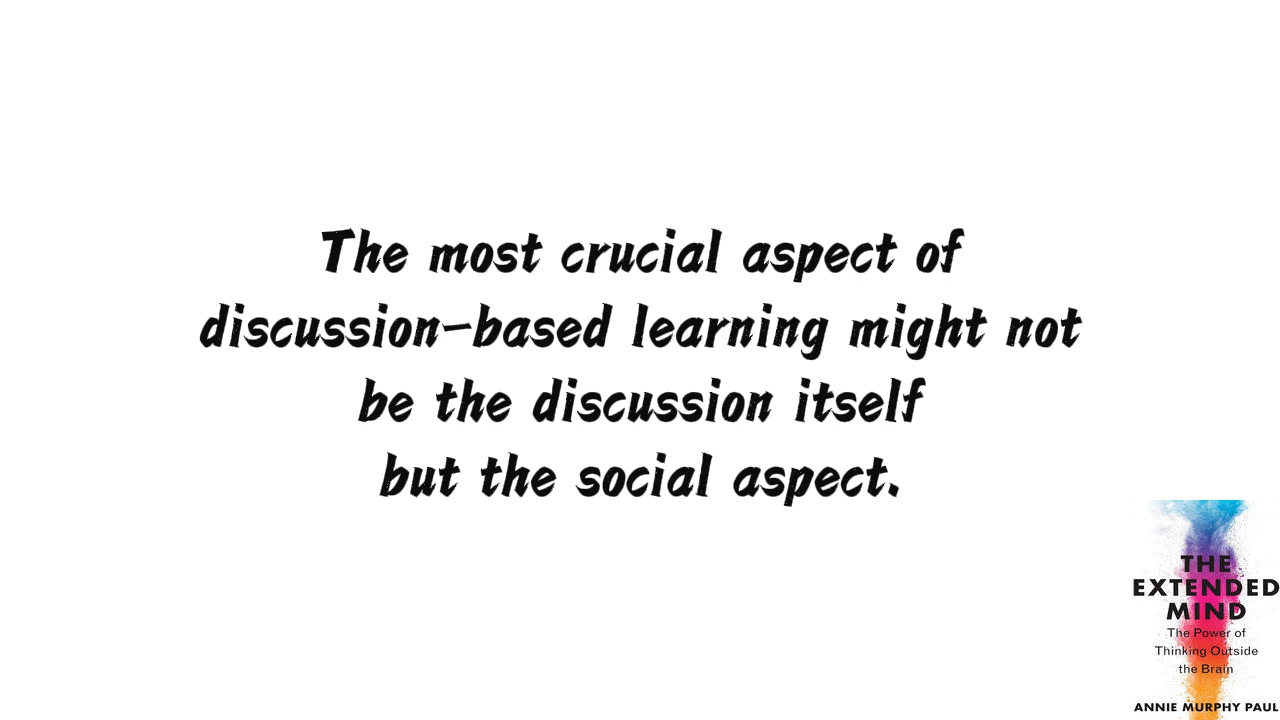 The most crucial aspect of
discussion-based learning might not
be the discussion itself
but the social aspect.
THE
EXTENDED
MIND
The Power of
Thinking Outside
the Brain
ANNIE MURPHY PAUL